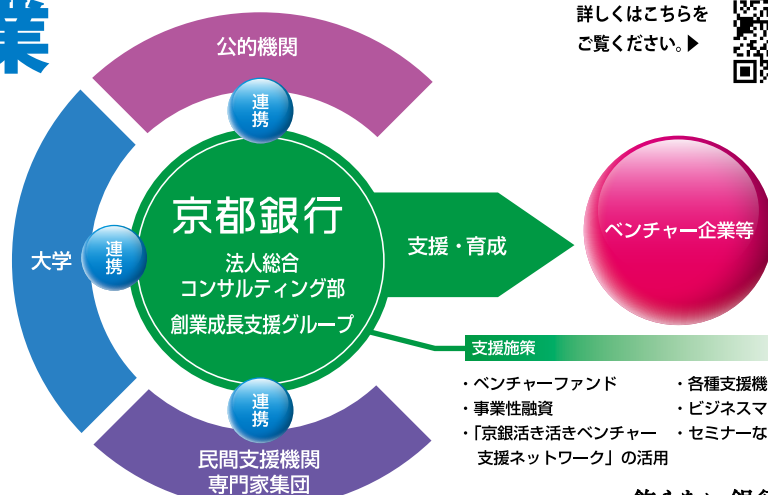 業
詳しくはこちらを
ご覧ください。▶
公的機関
連携
京都銀行
法人総合
コンサルティング部
創業成長支援グループ
大学
連携
支援・育成
ベンチャー企業等
連携
民間支援機関
専門家集団
支援施策
・ベンチャーファンド
・事業性融資
・「京銀活き活きベンチャー
支援ネットワーク」の活用
・各種支援機
・ビジネスマ
・セミナーな